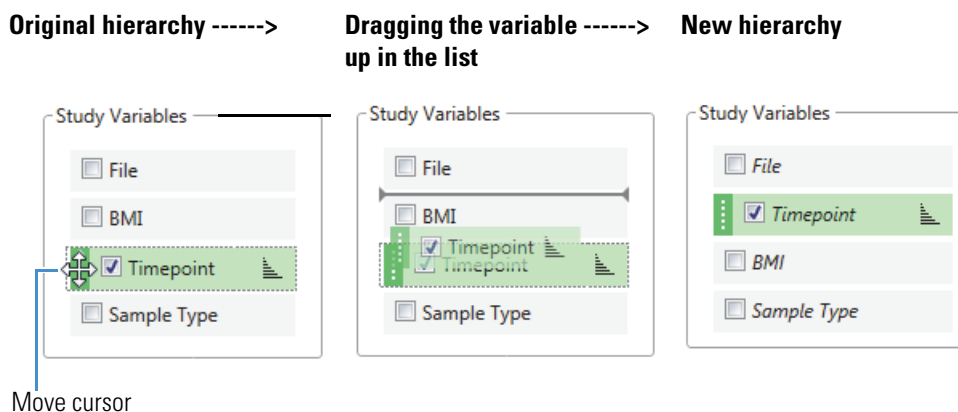 Original hierarchy ------>
Dragging the variable ------>
up in the list
New hierarchy
Study Variables
File
BMI
Timepoint
Sample Type
Move cursor
Study Variables
File
BMI
Timepoint
Timepoint
Sample Type
Study Variables
File
Timepoint
BMI
Sample Type